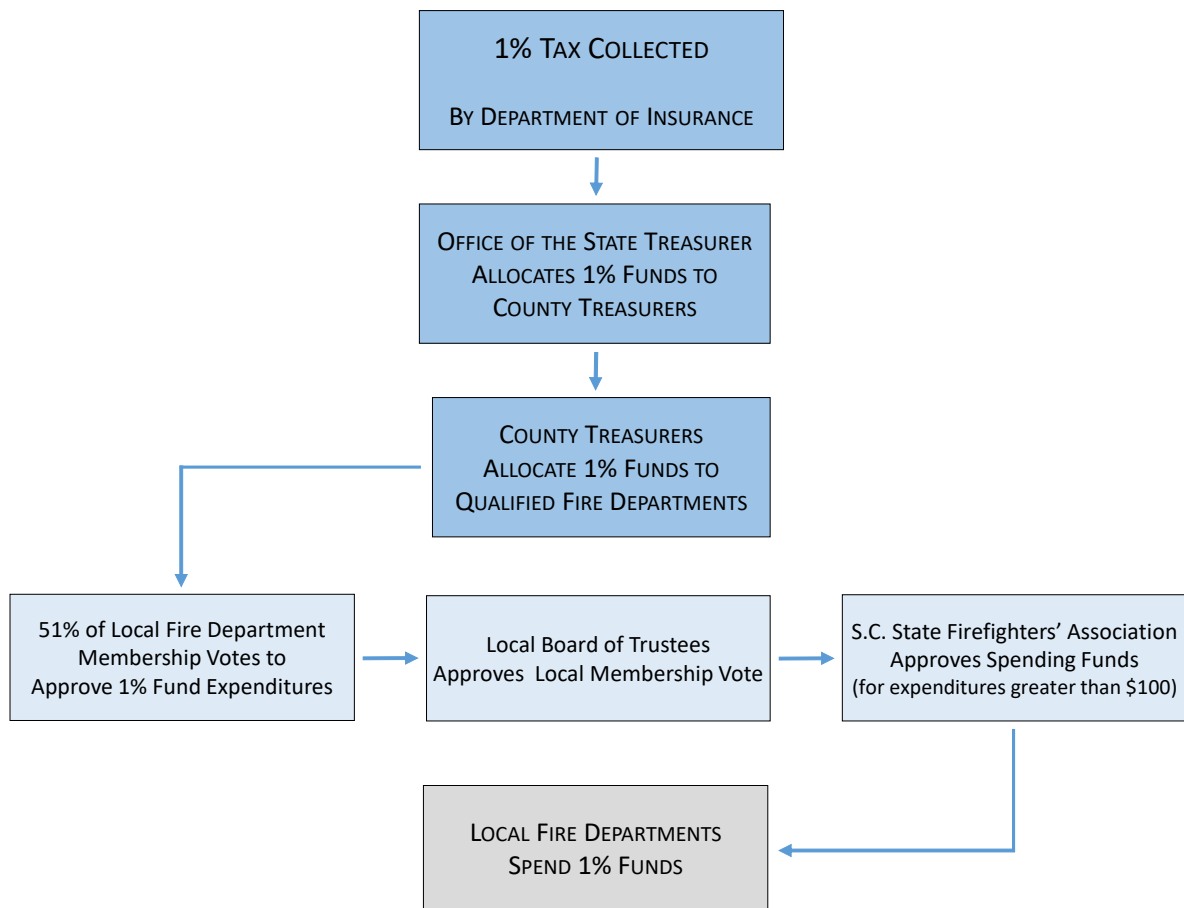 1% TAX COLLECTED
BY DEPARTMENT OF INSURANCE
OFFICE OF THE STATE TREASURER
ALLOCATES 1% FUNDS TO
COUNTY TREASURERS
COUNTY TREASURERS
ALLOCATE 1% FUNDS TO
QUALIFIED FIRE DEPARTMENTS
51% of Local Fire Department
Membership Votes to
Approve 1% Fund Expenditures
Local Board of Trustees
Approves Local Membership Vote
S.C. State Firefighters’ Association
Approves Spending Funds
(for expenditures greater than $100)
LOCAL FIRE DEPARTMENTS
SPEND 1% FUNDS